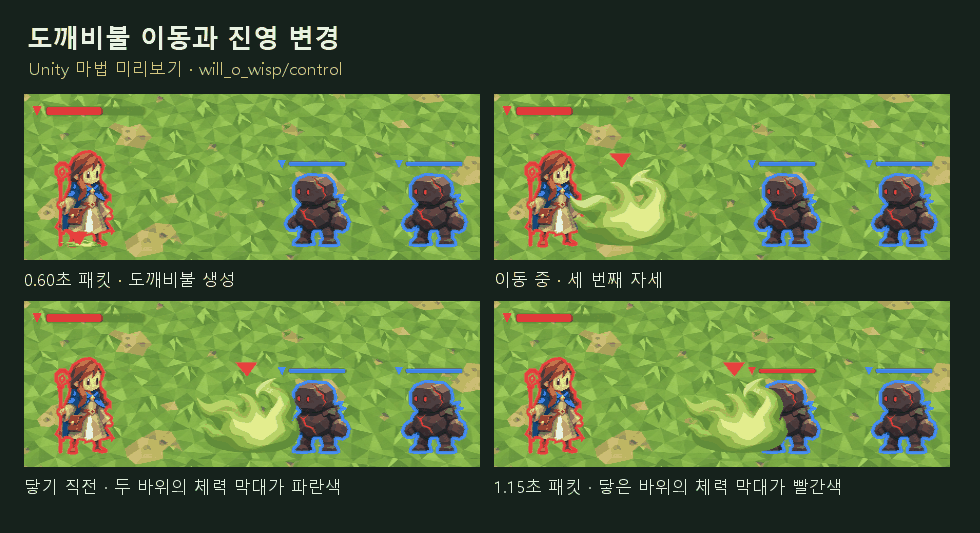 도깨비불 이동과 진영 변경
Unity 마법 미리보기 · will_o_wisp/control
0.60초 패킷 · 도깨비불 생성
이동 중 · 세 번째 자세
닿기 직전 · 두 바위의 체력 막대가 파란색
1.15초 패킷 · 닿은 바위의 체력 막대가 빨간색